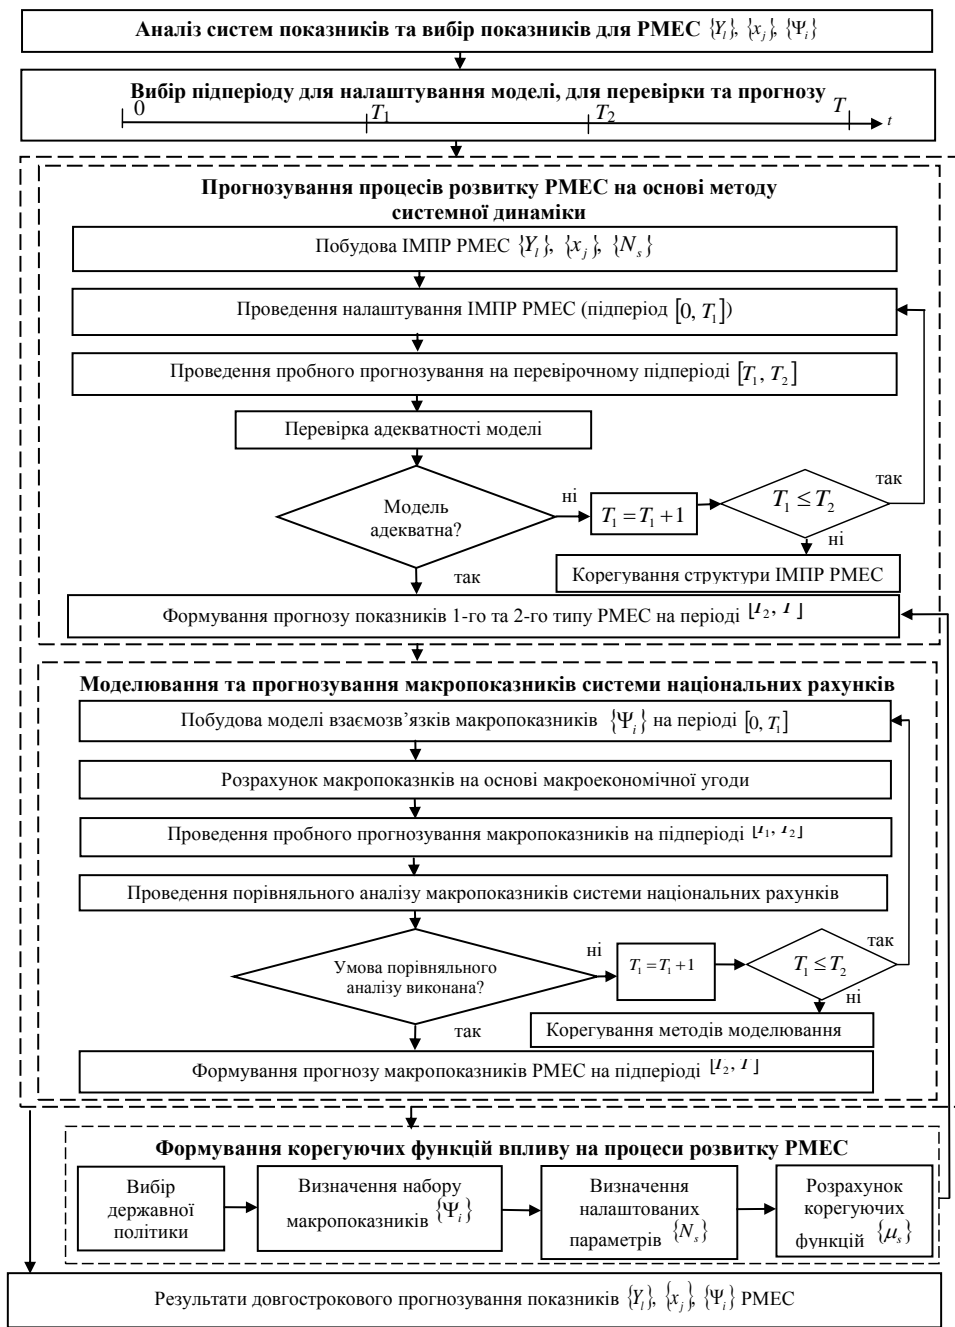 Аналіз систем показників та вибір показників для РМЕС {Y_l}, {x_j}, {Ψ_i}
Вибір підперіоду для налаштування моделі, для перевірки та прогнозу
0 T_1 T_2 T t
Прогнозування процесів розвитку РМЕС на основі методу
системної динаміки
Побудова ІМПР РМЕС {Y_l}, {x_j}, {N_s}
Проведення налаштування ІМПР РМЕС (підперіод [0, T_1])
Проведення пробного прогнозування на перевірочному підперіоді [T_1, T_2]
Перевірка адекватності моделі
Модель
адекватна?
ні
T_1 = T_1 + 1
T_1 ≤ T_2
так
ні
Корегування структури ІМПР РМЕС
так
Формування прогнозу показників 1-го та 2-го типу РМЕС на періоді [T_2, T]
Моделювання та прогнозування макропоказників системи національних рахунків
Побудова моделі взаємозв’язків макропоказників {Ψ_i} на періоді [0, T_1]
Розрахунок макропоказнків на основі макроекономічної угоди
Проведення пробного прогнозування макропоказників на підперіоді [T_1, T_2]
Проведення порівняльного аналізу макропоказників системи національних рахунків
Умова порівняльного
аналізу виконана?
ні
T_1 = T_1 + 1
T_1 ≤ T_2
так
ні
Корегування методів моделювання
так
Формування прогнозу макропоказників РМЕС на підперіоді [T_2, T]
Формування корегуючих функцій впливу на процеси розвитку РМЕС
Вибір
державної
політики
Визначення набору
макропоказників {Ψ_i}
Визначення
налаштованих
параметрів {N_s}
Розрахунок
корегуючих
функцій {μ_s}
Результати довгострокового прогнозування показників {Y_l}, {x_j}, {Ψ_i} РМЕС